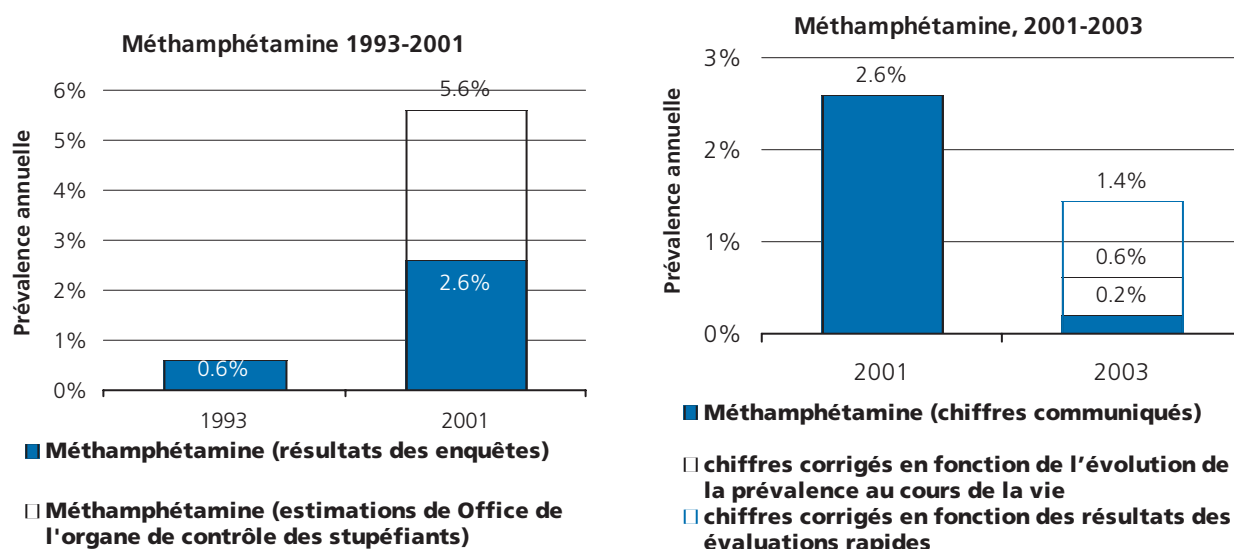 Méthamphétamine 1993-2001
Prévalence annuelle
6%
5%
4%
3%
2%
1%
0%
5.6%
2.6%
0.6%
1993
2001
Méthamphétamine (résultats des enquêtes)
Méthamphétamine (estimations de Office de
l'organe de contrôle des stupéfiants)
Méthamphétamine, 2001-2003
Prévalence annuelle
3%
2%
1%
0%
2.6%
1.4%
0.6%
0.2%
2001
2003
Méthamphétamine (chiffres communiqués)
chiffres corrigés en fonction de l’évolution de
la prévalence au cours de la vie
chiffres corrigés en fonction des résultats des
évaluations rapides